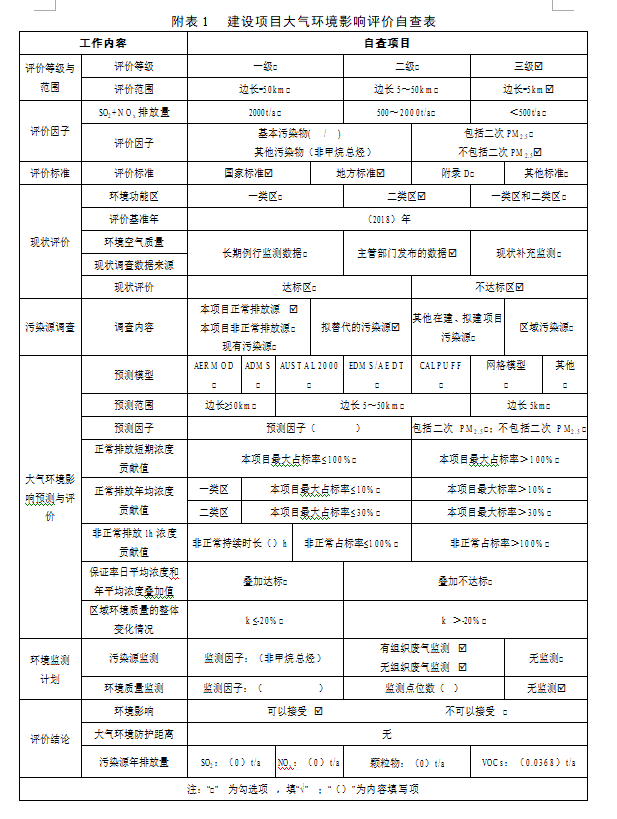 附表 1 建设项目大气环境影响评价自查表
工作内容 自查项目
评价等级与范围 评价等级 一级□ 二级□ 三级☑
评价范围 边长=50km□ 边长 5～50km□ 边长=5km☑
评价因子 SO₂+NOₓ 排放量 2000t/a□ 500～2000t/a□ ＜500t/a□
评价因子 基本污染物( / ) 包括二次 PM2.5□
其他污染物（非甲烷总烃） 不包括二次 PM2.5☑
评价标准 评价标准 国家标准☑ 地方标准☑ 附录 D□ 其他标准□
现状评价 环境功能区 一类区□ 二类区☑ 一类区和二类区□
评价基准年 （2018）年
环境空气质量现状调查数据来源 长期例行监测数据□ 主管部门发布的数据☑ 现状补充监测□
现状评价 达标区□ 不达标区☑
污染源调查 调查内容 本项目正常排放源 ☑ 拟替代的污染源☑ 其他在建、拟建项目污染源□ 区域污染源□
本项目非正常排放源□
现有污染源□
大气环境影响预测与评价 预测模型 AERMOD□ ADMS□ AUSTAL2000□ EDMS/AEDT□ CALPUFF□ 网格模型□ 其他□
预测范围 边长≥50km□ 边长 5～50km□ 边长 5km□
预测因子 预测因子（ ） 包括二次 PM2.5□；不包括二次 PM2.5□
正常排放短期浓度贡献值 本项目最大占标率≤100%□ 本项目最大占标率＞100%□
正常排放年均浓度贡献值 一类区 本项目最大占标率≤10%□ 本项目最大标率＞10%□
二类区 本项目最大占标率≤30%□ 本项目最大标率＞30%□
非正常排放 1h 浓度贡献值 非正常持续时长（）h 非正常占标率≤100%□ 非正常占标率＞100%□
保证率日平均浓度和年平均浓度叠加值 叠加达标□ 叠加不达标□
区域环境质量的整体变化情况 k ≤-20%□ k ＞-20%□
环境监测计划 污染源监测 监测因子：（非甲烷总烃） 有组织废气监测 ☑ 无监测□
无组织废气监测 ☑
环境质量监测 监测因子：（ ） 监测点位数（ ） 无监测☑
评价结论 环境影响 可以接受 ☑ 不可以接受 □
大气环境防护距离 无
污染源年排放量 SO₂：（0）t/a NOₓ：（0）t/a 颗粒物：（0）t/a VOCs：（0.0368）t/a
注：“□” 为勾选项 ，填“√” ；“（）”为内容填写项